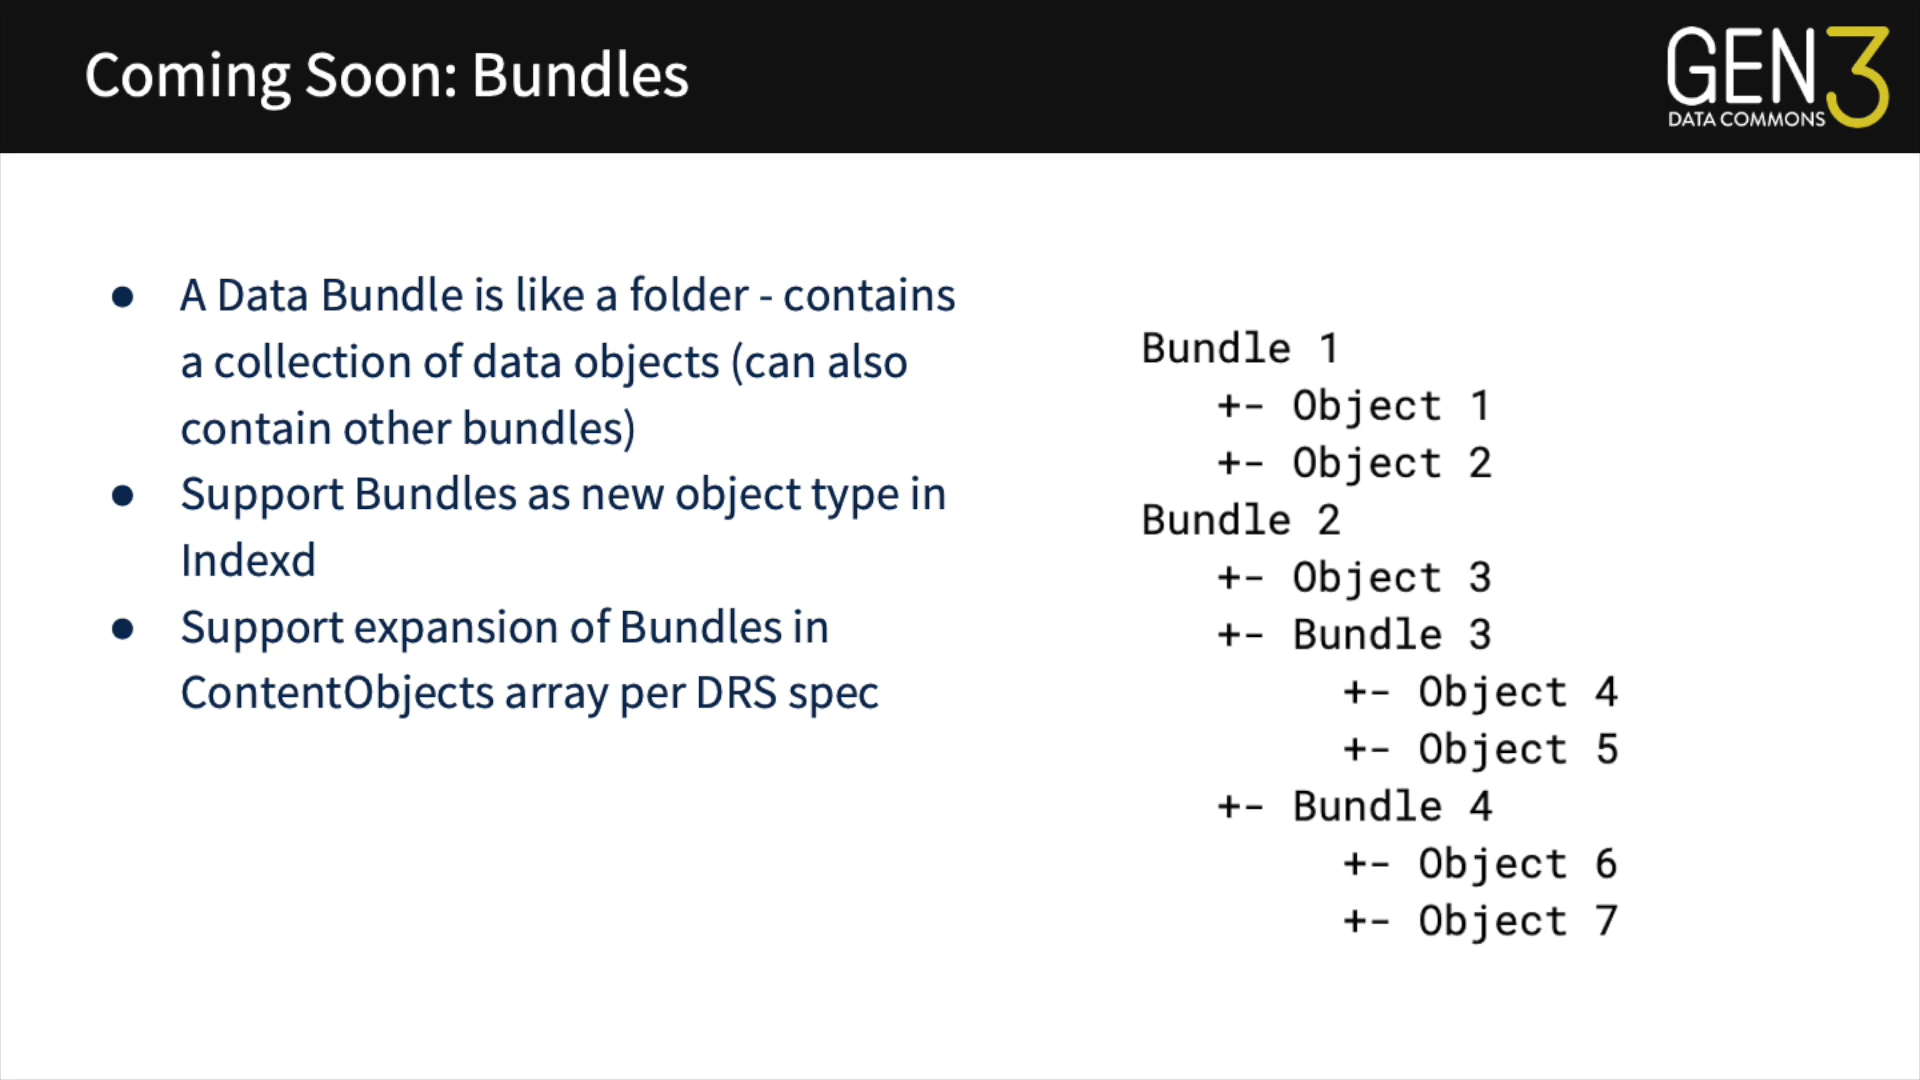 Coming Soon: Bundles
GEN3
DATA COMMONS
● A Data Bundle is like a folder - contains
a collection of data objects (can also
contain other bundles)
● Support Bundles as new object type in
Indexd
● Support expansion of Bundles in
ContentObjects array per DRS spec
Bundle 1
+- Object 1
+- Object 2
Bundle 2
+- Object 3
+- Bundle 3
+- Object 4
+- Object 5
+- Bundle 4
+- Object 6
+- Object 7